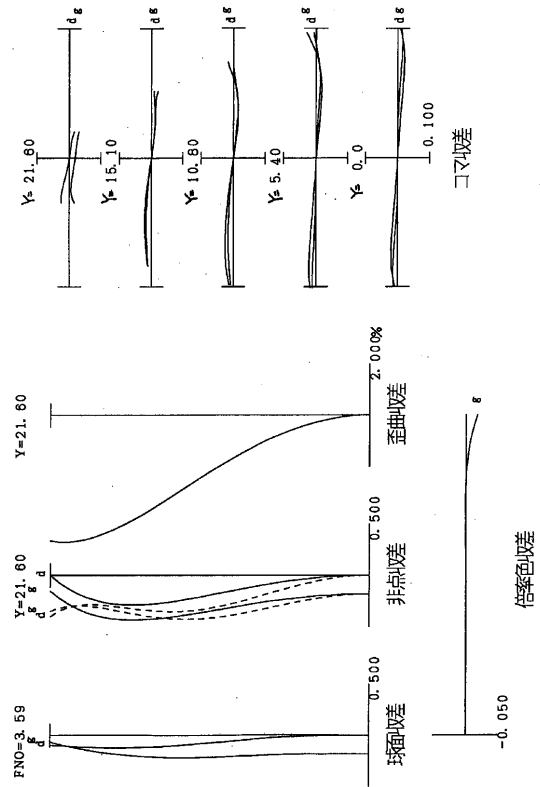 FNO=3.59
g
d
0.500
球面収差
Y=21.60
g
d
d
g
0.500
非点収差
Y=21.60
2.000%
歪曲収差
-0.050
g
倍率色収差
Y= 21.60
d g
Y= 15.10
d g
Y= 10.80
d g
Y= 5.40
d g
Y= 0.0
d g
0.100
コマ収差